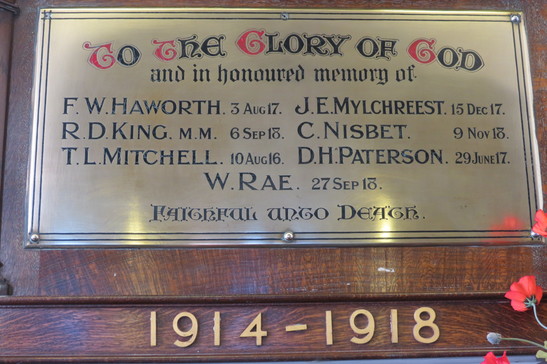 To The Glory of God
and in honoured memory of
F.W. HAWORTH. 3 AUG 17. J.E. MYLCHREEST. 15 DEC 17.
R.D. KING. M.M. 6 SEP 18. C. NISBET. 9 NOV 18.
T.L. MITCHELL. 10 AUG 16. D.H. PATERSON. 29 JUNE 17.
W. RAE. 27 SEP 18.
Faithful unto Death.
1914-1918